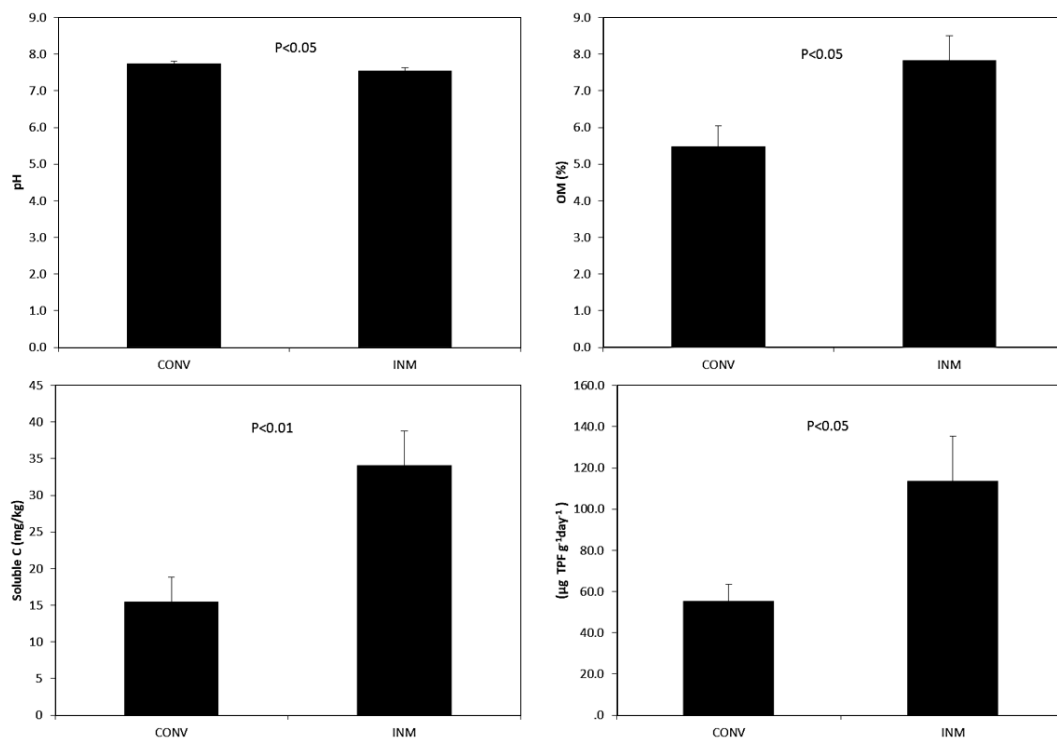 9.0
8.0
7.0
6.0
5.0
4.0
3.0
2.0
1.0
0.0
pH
P<0.05
CONV
INM
9.0
8.0
7.0
6.0
5.0
4.0
3.0
2.0
1.0
0.0
OM (%)
P<0.05
CONV
INM
45
40
35
30
25
20
15
10
5
0
Soluble C (mg/kg)
P<0.01
CONV
INM
160.0
140.0
120.0
100.0
80.0
60.0
40.0
20.0
.0
(µg TPF g⁻¹day⁻¹)
P<0.05
CONV
INM